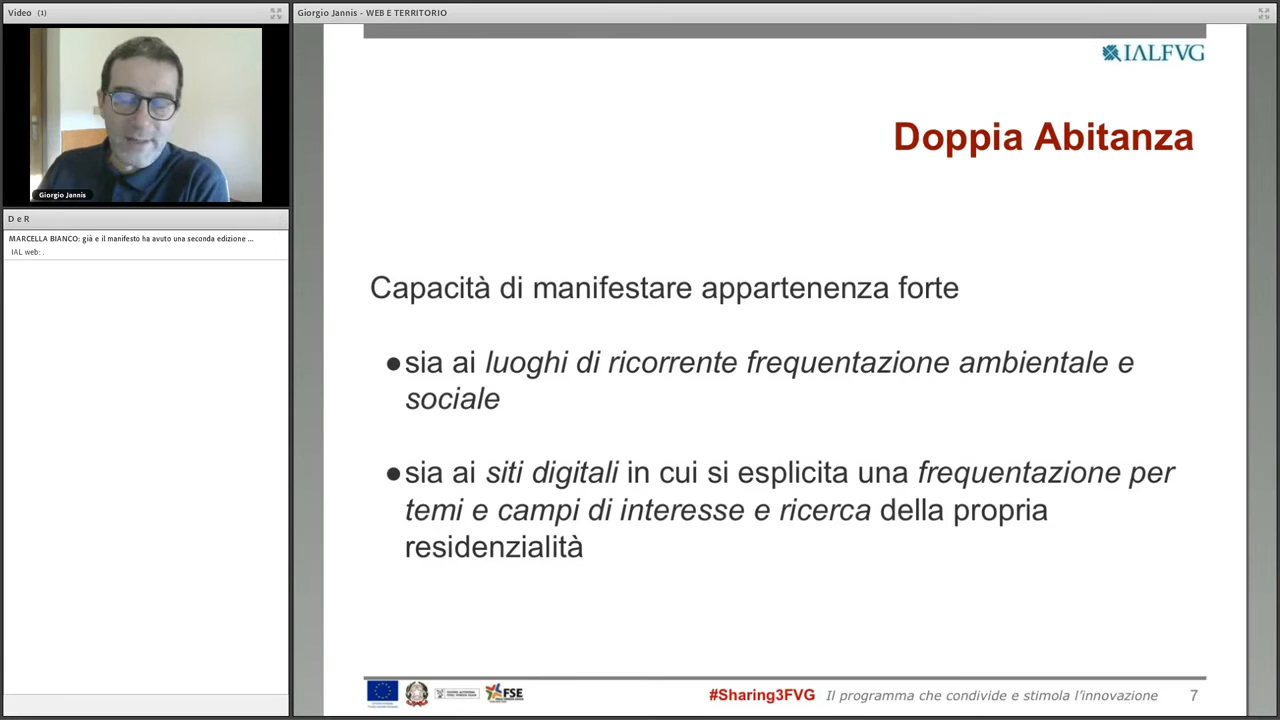 Video (1)
Giorgio Jannis
D e R
MARCELLA BIANCO: già e il manifesto ha avuto una seconda edizione ...
IAL web: .
Giorgio Jannis - WEB E TERRITORIO
IALFVG
Doppia Abitanza
Capacità di manifestare appartenenza forte
●sia ai luoghi di ricorrente frequentazione ambientale e
sociale
●sia ai siti digitali in cui si esplicita una frequentazione per
temi e campi di interesse e ricerca della propria
residenzialità
FSE
#Sharing3FVG Il programma che condivide e stimola l'innovazione 7